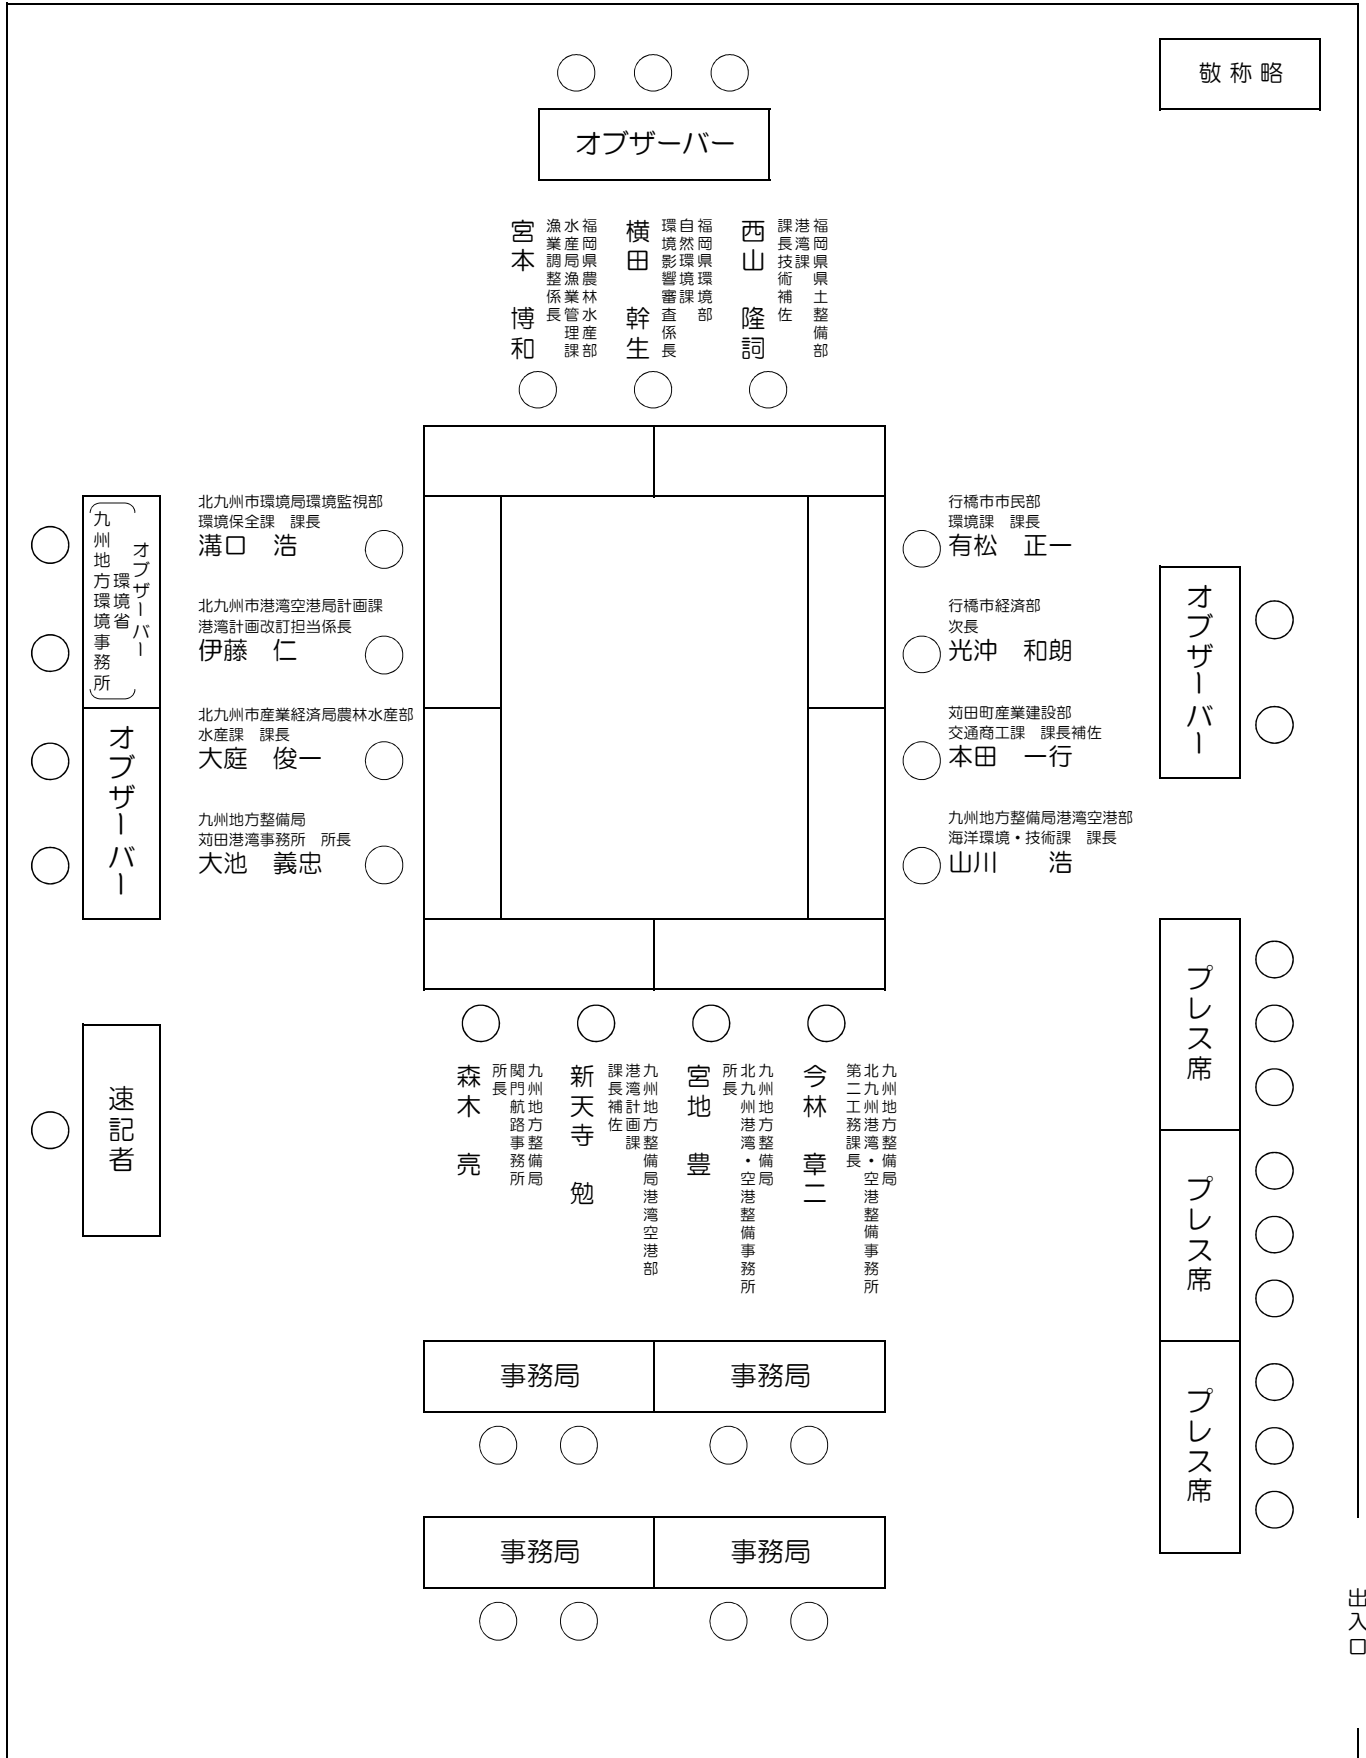 敬称略
オブザーバー
福岡県県土整備部
港湾課
課長技術補佐
西山　隆詞
福岡県環境部
自然環境課
環境影響審査係長
横田　幹生
福岡県農林水産部
水産局漁業管理課
漁業調整係長
宮本　博和
オブザーバー
環境省
九州地方環境事務所
オブザーバー
北九州市環境局環境監視部
環境保全課　課長
溝口　浩
北九州市港湾空港局計画課
港湾計画改訂担当係長
伊藤　仁
北九州市産業経済局農林水産部
水産課　課長
大庭　俊一
九州地方整備局
苅田港湾事務所　所長
大池　義忠
行橋市市民部
環境課　課長
有松　正一
行橋市経済部
次長
光沖　和朗
苅田町産業建設部
交通商工課　課長補佐
本田　一行
九州地方整備局港湾空港部
海洋環境・技術課　課長
山川　　浩
オブザーバー
速記者
九州地方整備局
北九州港湾・空港整備事務所
第二工務課長
今林　章二
九州地方整備局
北九州港湾・空港整備事務所
所長
宮地　豊
九州地方整備局港湾空港部
港湾計画課
課長補佐
新天寺　勉
九州地方整備局
関門航路事務所
所長
森木　亮
プレス席
プレス席
プレス席
事務局
事務局
事務局
事務局
出入口